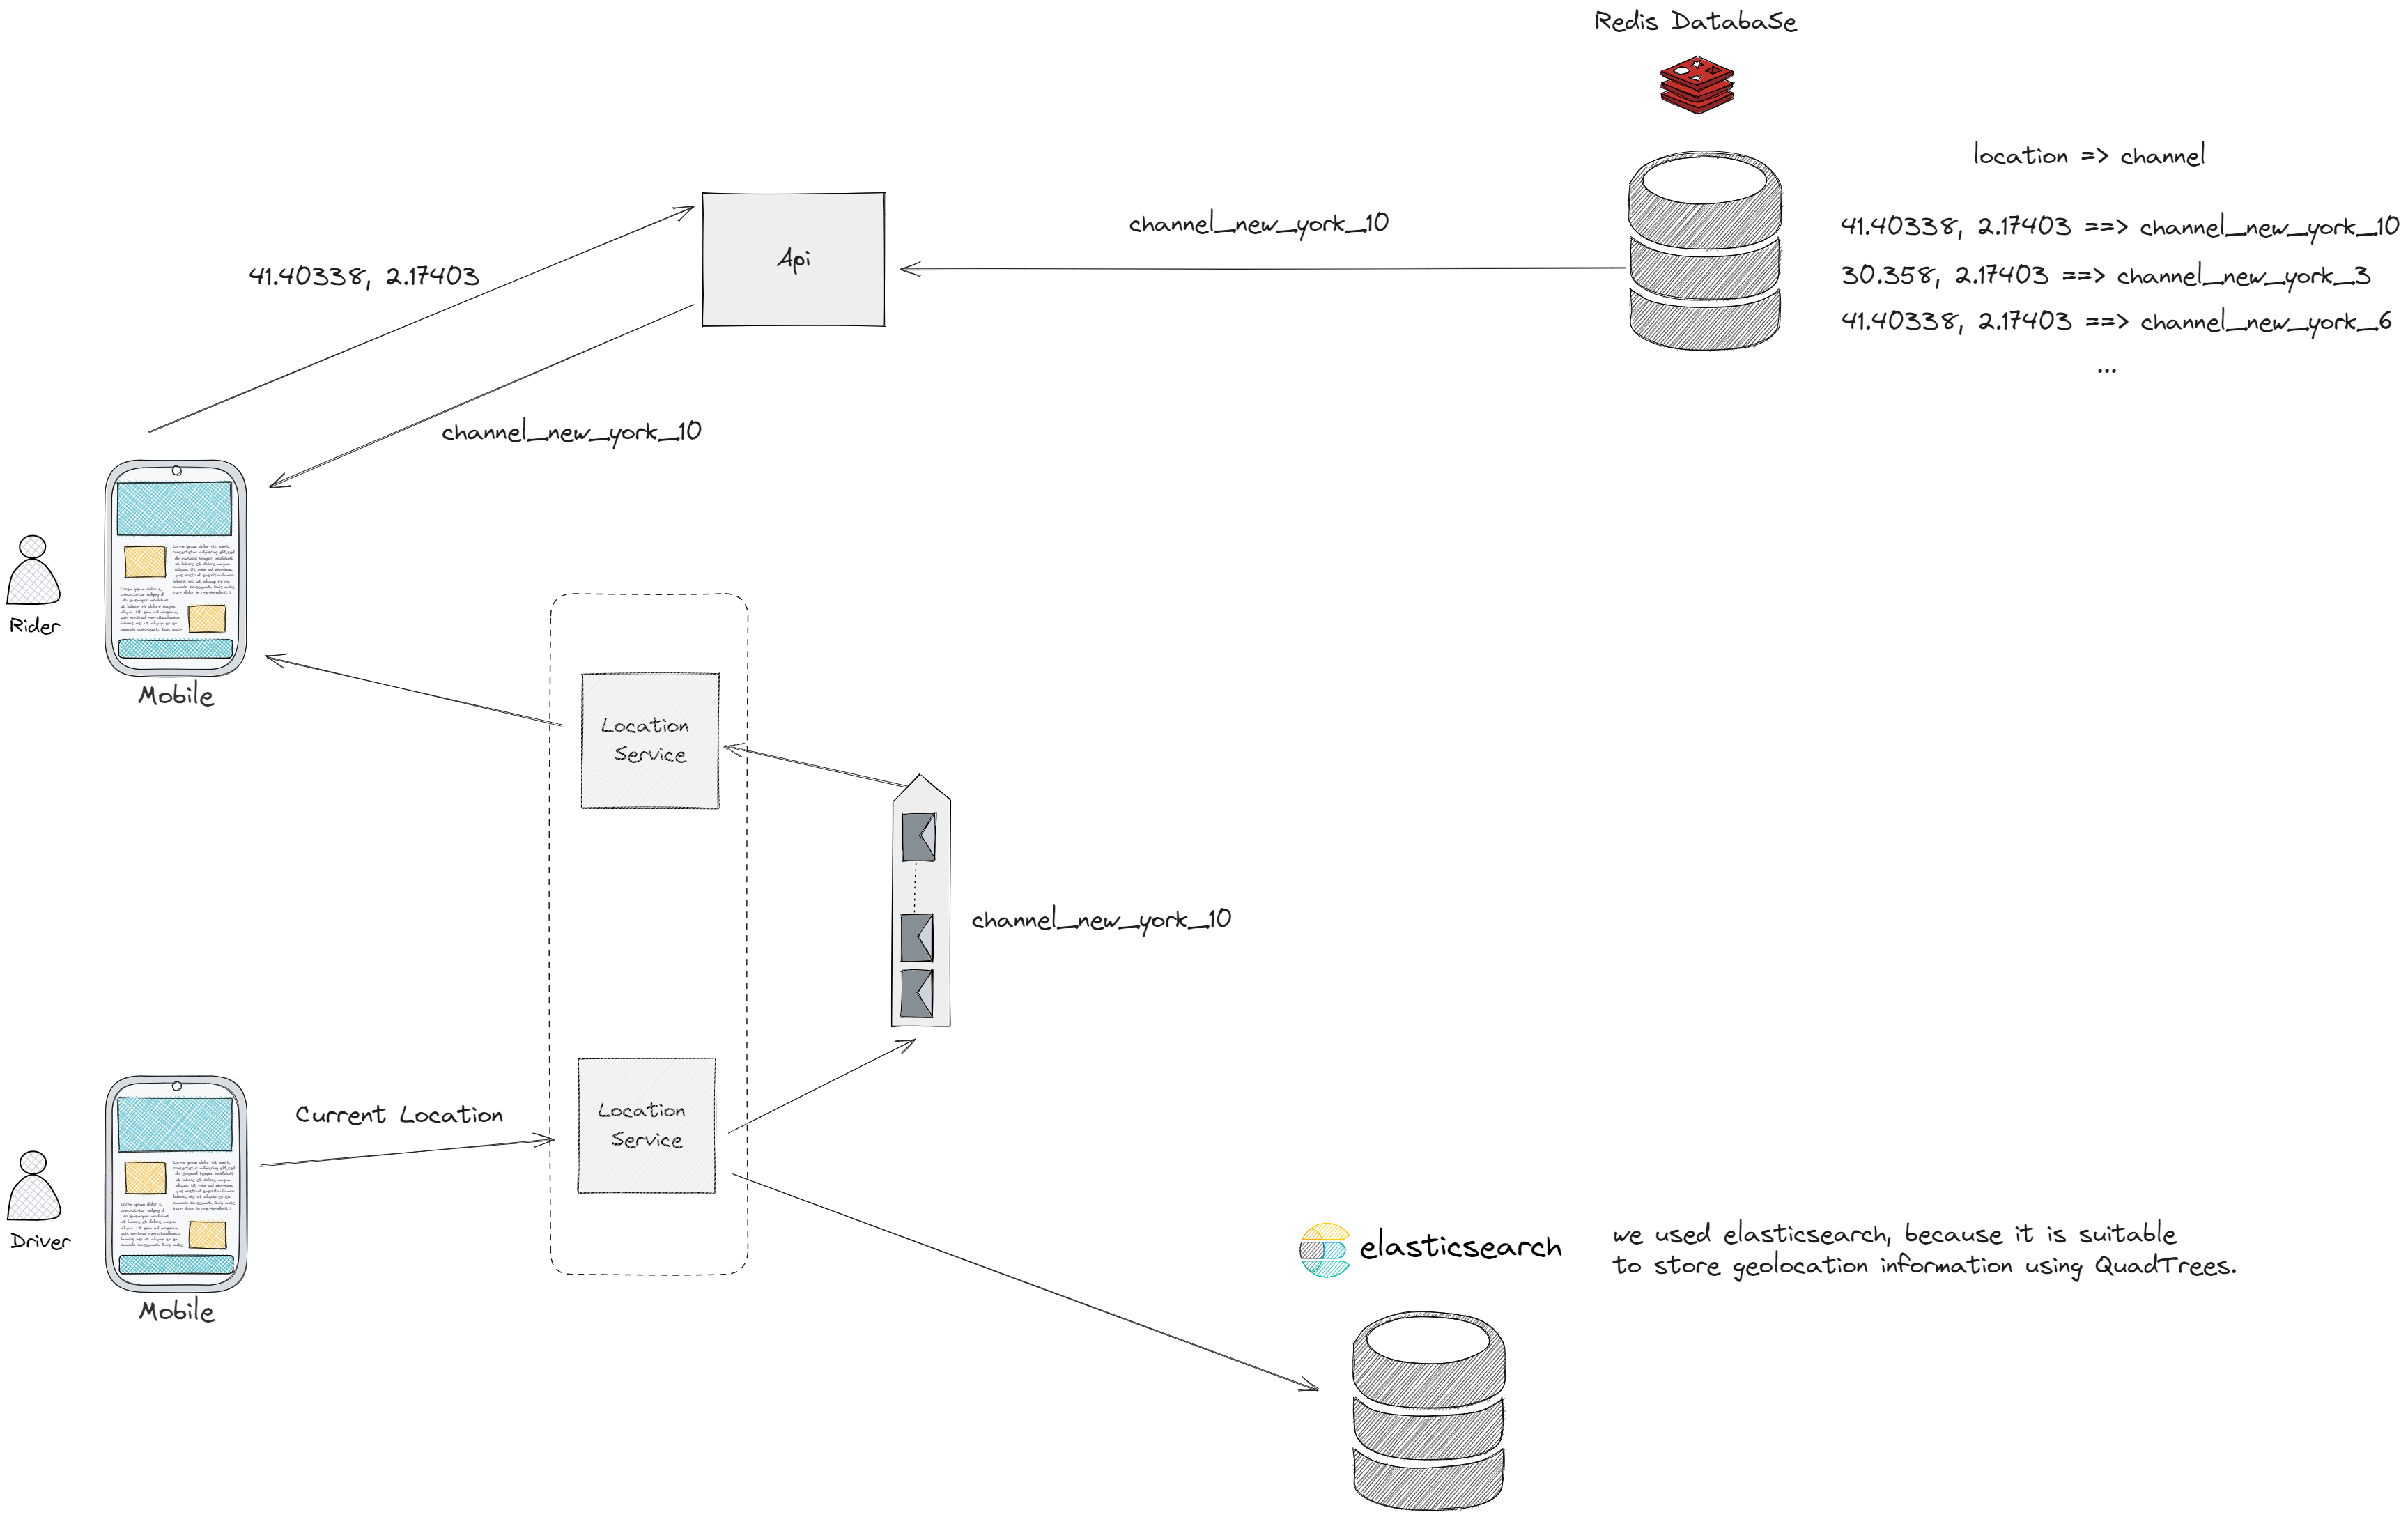 Redis Database
location => channel
41.40338, 2.17403 ==> channel_new_york_10
30.358, 2.17403 ==> channel_new_york_3
41.40338, 2.17403 ==> channel_new_york_6
...
channel_new_york_10
Api
41.40338, 2.17403
channel_new_york_10
Rider
Mobile
Location
Service
channel_new_york_10
Current Location
Location
Service
Driver
Mobile
elasticsearch
we used elasticsearch, because it is suitable
to store geolocation information using QuadTrees.